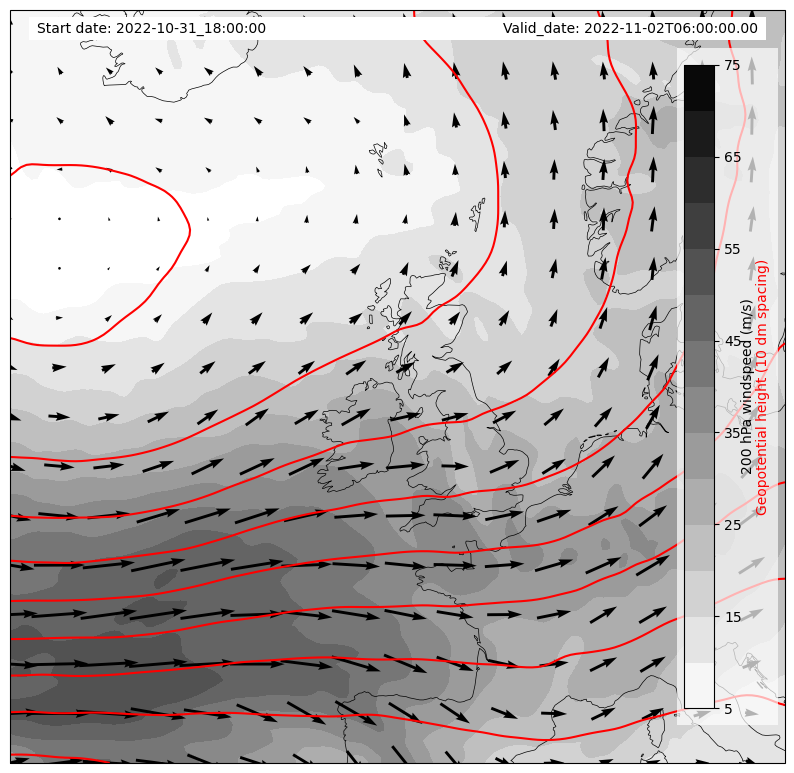 Start date: 2022-10-31_18:00:00
Valid_date: 2022-11-02T06:00:00.00
75
65
55
45
35
25
15
5
200 hPa windspeed (m/s)
Geopotential height (10 dm spacing)